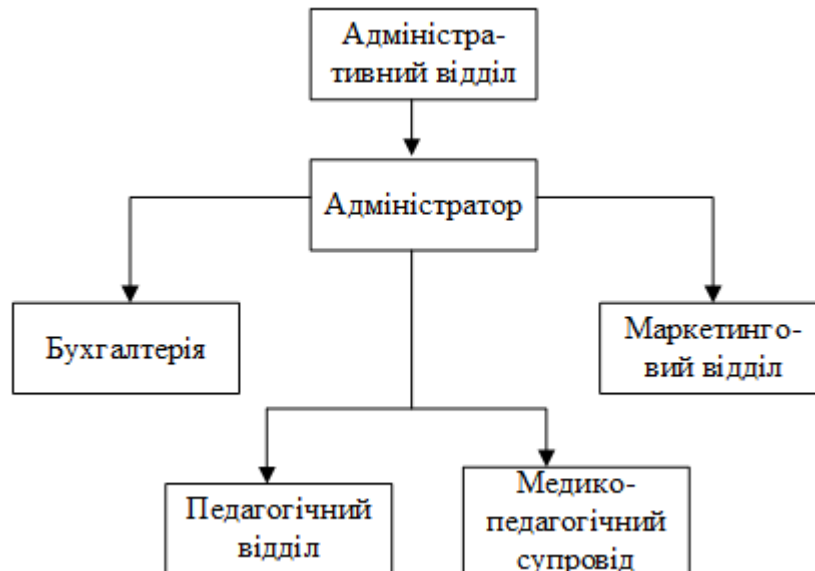 Адміністра-
тивний відділ
Адміністратор
Бухгалтерія
Маркетинго-
вий відділ
Педагогічний
відділ
Медико-
педагогічний
супровід